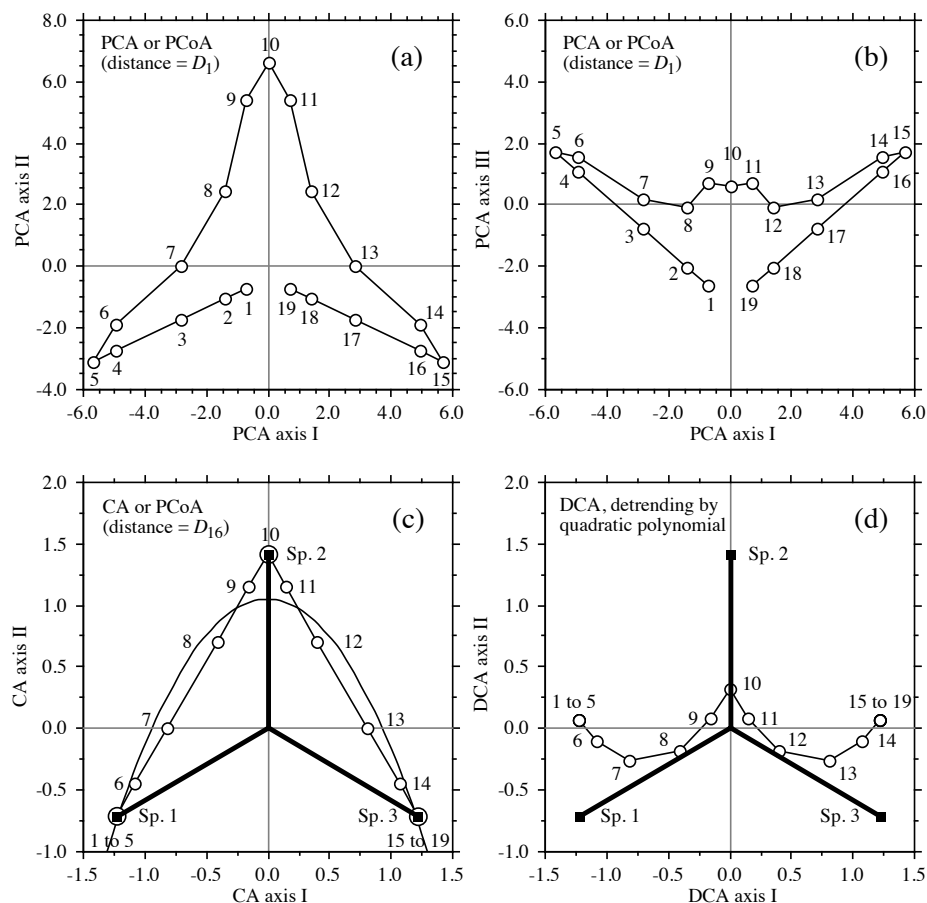 8.0
6.0
4.0
2.0
0.0
-2.0
-4.0
PCA axis II
PCA or PCoA
(distance = D1)
(a)
10
9
11
8
12
7
13
6
14
5
4
3
2
1
19
18
17
16
15
-6.0 -4.0 -2.0 0.0 2.0 4.0 6.0
PCA axis I
6.0
4.0
2.0
0.0
-2.0
-4.0
-6.0
PCA axis III
PCA or PCoA
(distance = D1)
(b)
5
6
4
7
3
8
9
10
11
12
13
14
15
16
17
2
18
1
19
-6.0 -4.0 -2.0 0.0 2.0 4.0 6.0
PCA axis I
2.0
1.5
1.0
0.5
0.0
-0.5
-1.0
CA axis II
CA or PCoA
(distance = D16)
(c)
10
Sp. 2
9
11
8
12
7
13
6
14
Sp. 1
Sp. 3
1 to 5
15 to 19
-1.5 -1.0 -0.5 0.0 0.5 1.0 1.5
CA axis I
2.0
1.5
1.0
0.5
0.0
-0.5
-1.0
DCA axis II
DCA, detrending by
quadratic polynomial
(d)
Sp. 2
1 to 5
15 to 19
10
9
11
6
8
12
14
7
13
Sp. 1
Sp. 3
-1.5 -1.0 -0.5 0.0 0.5 1.0 1.5
DCA axis I